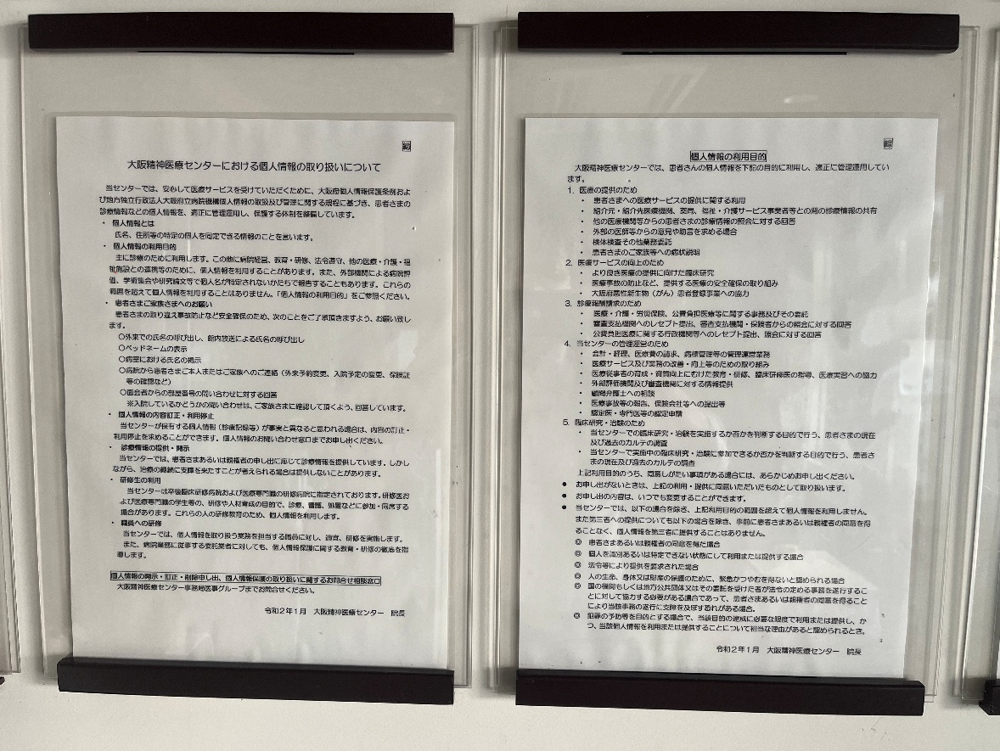 総
大阪精神医療センターにおける個人情報の取り扱いについて
当センターでは、安心して医療サービスを受けていただくために、大阪府個人情報保護条例およ
び地方独立行政法人大阪府立病院機構個人情報の取扱及び管理に関する規程に基づき、患者さまの
診療情報などの個人情報を、適正に管理運用し、保護する体制を整備しています。
・ 個人情報とは
氏名、住所等の特定の個人を同定できる情報のことを言います。
・ 個人情報の利用目的
主に診療のために利用します。この他に病院経営、教育・研修、法令遵守、他の医療・介護・福
祉施設との連携等のために、個人情報を利用することがあります。また、外部機関による病院評
価、学術集会や研究論文等で個人名が特定されないかたちで報告することもあります。これらの
範囲を超えて個人情報を利用することはありません。「個人情報の利用目的」をご参照ください。
・ 患者さまご家族さまへのお願い
患者さまの取り違え事故防止など安全確保のため、次のことをご了承頂きますよう、お願い致し
ます。
○外来での氏名の呼び出し、館内放送による氏名の呼び出し
○ベッドネームの表示
○病室における氏名の掲示
○病院から患者さまご本人またはご家族へのご連絡（外来予約変更、入院予定の変更、保険証
等の確認など）
○面会者からの部屋番号の問い合わせに対する回答
※入院しているかどうかの問い合わせは、ご家族さまに確認して頂くよう、回答しています。
・ 個人情報の内容訂正・利用停止
当センターが保有する個人情報（診療記録等）が事実と異なると思われる場合は、内容の訂正・
利用停止を求めることができます。個人情報のお問い合わせ窓口までお申し出ください。
・ 診療情報の提供・開示
当センターでは、患者さまあるいは親権者の申し出に応じて診療情報を提供しています。しかし
ながら、治療の継続に支障を来たすことが考えられる場合は提供しないことがあります。
・ 研修生の利用
当センターは卒後臨床研修病院および医療専門職の研修病院に指定されております。研修医お
よび医療専門職の学生等の、研修や人材育成の目的で、診療、看護、処置などに参加・同席する
場合があります。これらの人の研修教育のため、個人情報を利用します。
・ 職員への研修
当センターでは、個人情報を取り扱う業務を担当する職員に対し、適宜、研修を実施します。
また、病院業務に従事する委託業者に対しても、個人情報保護に関する教育・研修の徹底を指
導します。
個人情報の開示・訂正・削除申し出、個人情報保護の取り扱いに関するお問合せ相談窓口
大阪精神医療センター事務局医事グループまでお問合せください。
令和２年１月　大阪精神医療センター　院長
総
個人情報の利用目的
大阪精神医療センターでは、患者さんの個人情報を下記の目的に利用し、適正に管理運用してい
ます。
1. 医療の提供のため
・ 患者さまへの医療サービスの提供に関する利用
・ 紹介元・紹介先医療機関、薬局、福祉・介護サービス事業者等との間の診療情報の共有
・ 他の医療機関等からの患者さまの診療情報の照会に対する回答
・ 外部の医師等からの意見や助言を求める場合
・ 検体検査その他業務委託
・ 患者さまのご家族等への病状説明
2. 医療サービスの向上のため
・ より良き医療の提供に向けた臨床研究
・ 医療事故の防止など、提供する医療の安全確保の取り組み
・ 大阪府悪性新生物（がん）患者登録事業への協力
3. 診療報酬請求のため
・ 医療・介護・労災保険、公費負担医療等に関する事務及びその委託
・ 審査支払機関へのレセプト提出、審査支払機関・保険者からの照会に対する回答
・ 公費負担医療に関する行政機関等へのレセプト提出、照会に対する回答
4. 当センターの管理運営のため
・ 会計・経理、医療費の請求、病棟管理等の管理運営業務
・ 医療サービス及び業務の改善・向上等のための取り組み
・ 医療従事者の育成・資質向上にむけた教育・研修、臨床研修医の指導、医療実習への協力
・ 外部評価機関及び審査機関に対する情報提供
・ 顧問弁護士への相談
・ 医療事故等の報告、保険会社等への届出等
・ 認定医・専門医等の認定申請
5. 臨床研究・治験のため
・ 当センターでの臨床研究・治験を実施するか否かを判断する目的で行う、患者さまの現在
及び過去のカルテの調査
・ 当センターで実施中の臨床研究・治験に参加できるか否かを判断する目的で行う、患者さ
まの現在及び過去のカルテの調査
上記利用目的のうち、同意しがたい事項がある場合には、あらかじめお申し出ください。
● お申し出がないときは、上記の利用・提供に同意いただいたものとして取り扱います。
● お申し出の内容は、いつでも変更することができます。
● 当センターでは、以下の場合を除き、上記利用目的の範囲を超えて個人情報を利用しません。
また第三者への提供についても以下の場合を除き、事前に患者さまあるいは親権者の同意を得
ることなく、個人情報を第三者に提供することはありません。
◎ 患者さまあるいは親権者の同意を得た場合
◎ 個人を識別あるいは特定できない状態にして利用または提供する場合
◎ 法令等により提供を要求された場合
◎ 人の生命、身体又は財産の保護のために、緊急かつやむを得ないと認められる場合
◎ 国の機関もしくは地方公共団体又はその委託を受けた者が法令の定める事務を遂行するこ
とに対して協力する必要がある場合であって、患者さまあるいは親権者の同意を得ること
により当該事務の遂行に支障を及ぼすおそれがある場合。
◎ 犯罪の予防等を目的とする場合で、当該目的の達成に必要な限度で利用または提供し、か
つ、当該個人情報を利用または提供することについて相当な理由があると認められるとき。
令和２年１月　大阪精神医療センター　院長